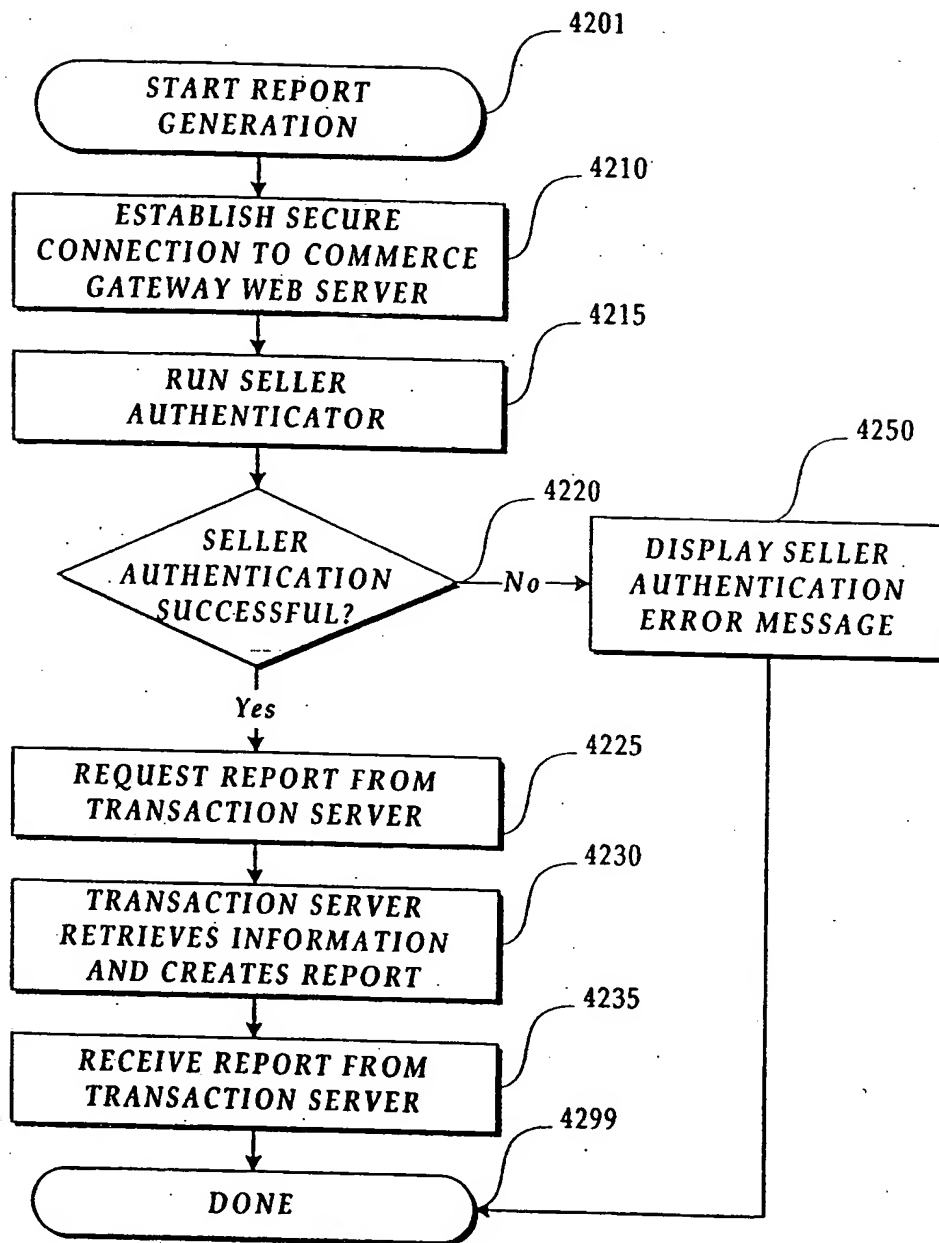 4201
START REPORT
GENERATION
4210
ESTABLISH SECURE
CONNECTION TO COMMERCE
GATEWAY WEB SERVER
4215
RUN SELLER
AUTHENTICATOR
4250
4220
SELLER
AUTHENTICATION
SUCCESSFUL?
No
DISPLAY SELLER
AUTHENTICATION
ERROR MESSAGE
Yes
4225
REQUEST REPORT FROM
TRANSACTION SERVER
4230
TRANSACTION SERVER
RETRIEVES INFORMATION
AND CREATES REPORT
4235
RECEIVE REPORT FROM
TRANSACTION SERVER
4299
DONE